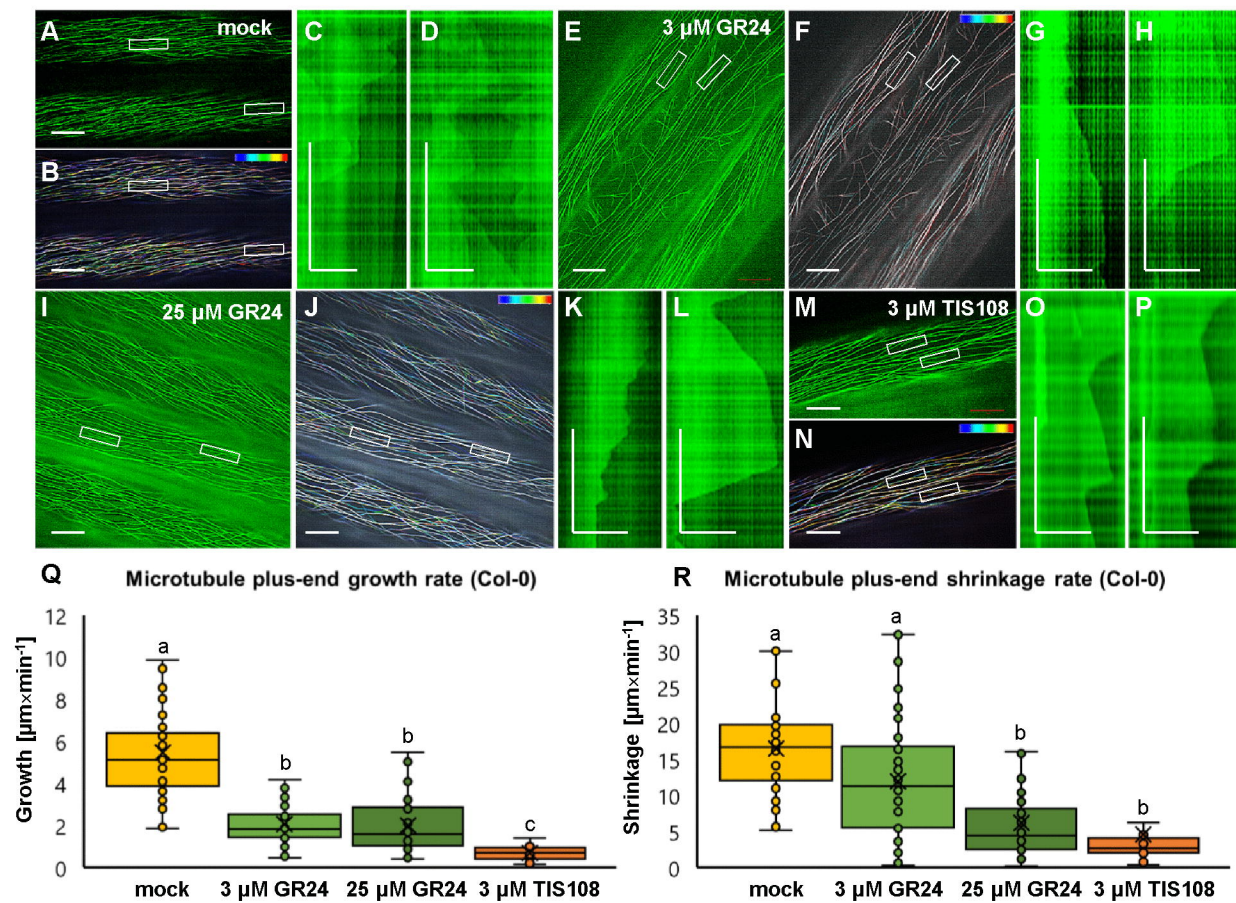 A mock C D E 3 µM GR24 F G H
B
I 25 µM GR24 J K L M 3 µM TIS108 O P
N
Q Microtubule plus-end growth rate (Col-0)
Growth [µm×min⁻¹]
12
10
8
6
4
2
0
a
b
b
c
mock 3 µM GR24 25 µM GR24 3 µM TIS108
R Microtubule plus-end shrinkage rate (Col-0)
Shrinkage [µm×min⁻¹]
35
30
25
20
15
10
5
0
a
a
b
b
mock 3 µM GR24 25 µM GR24 3 µM TIS108